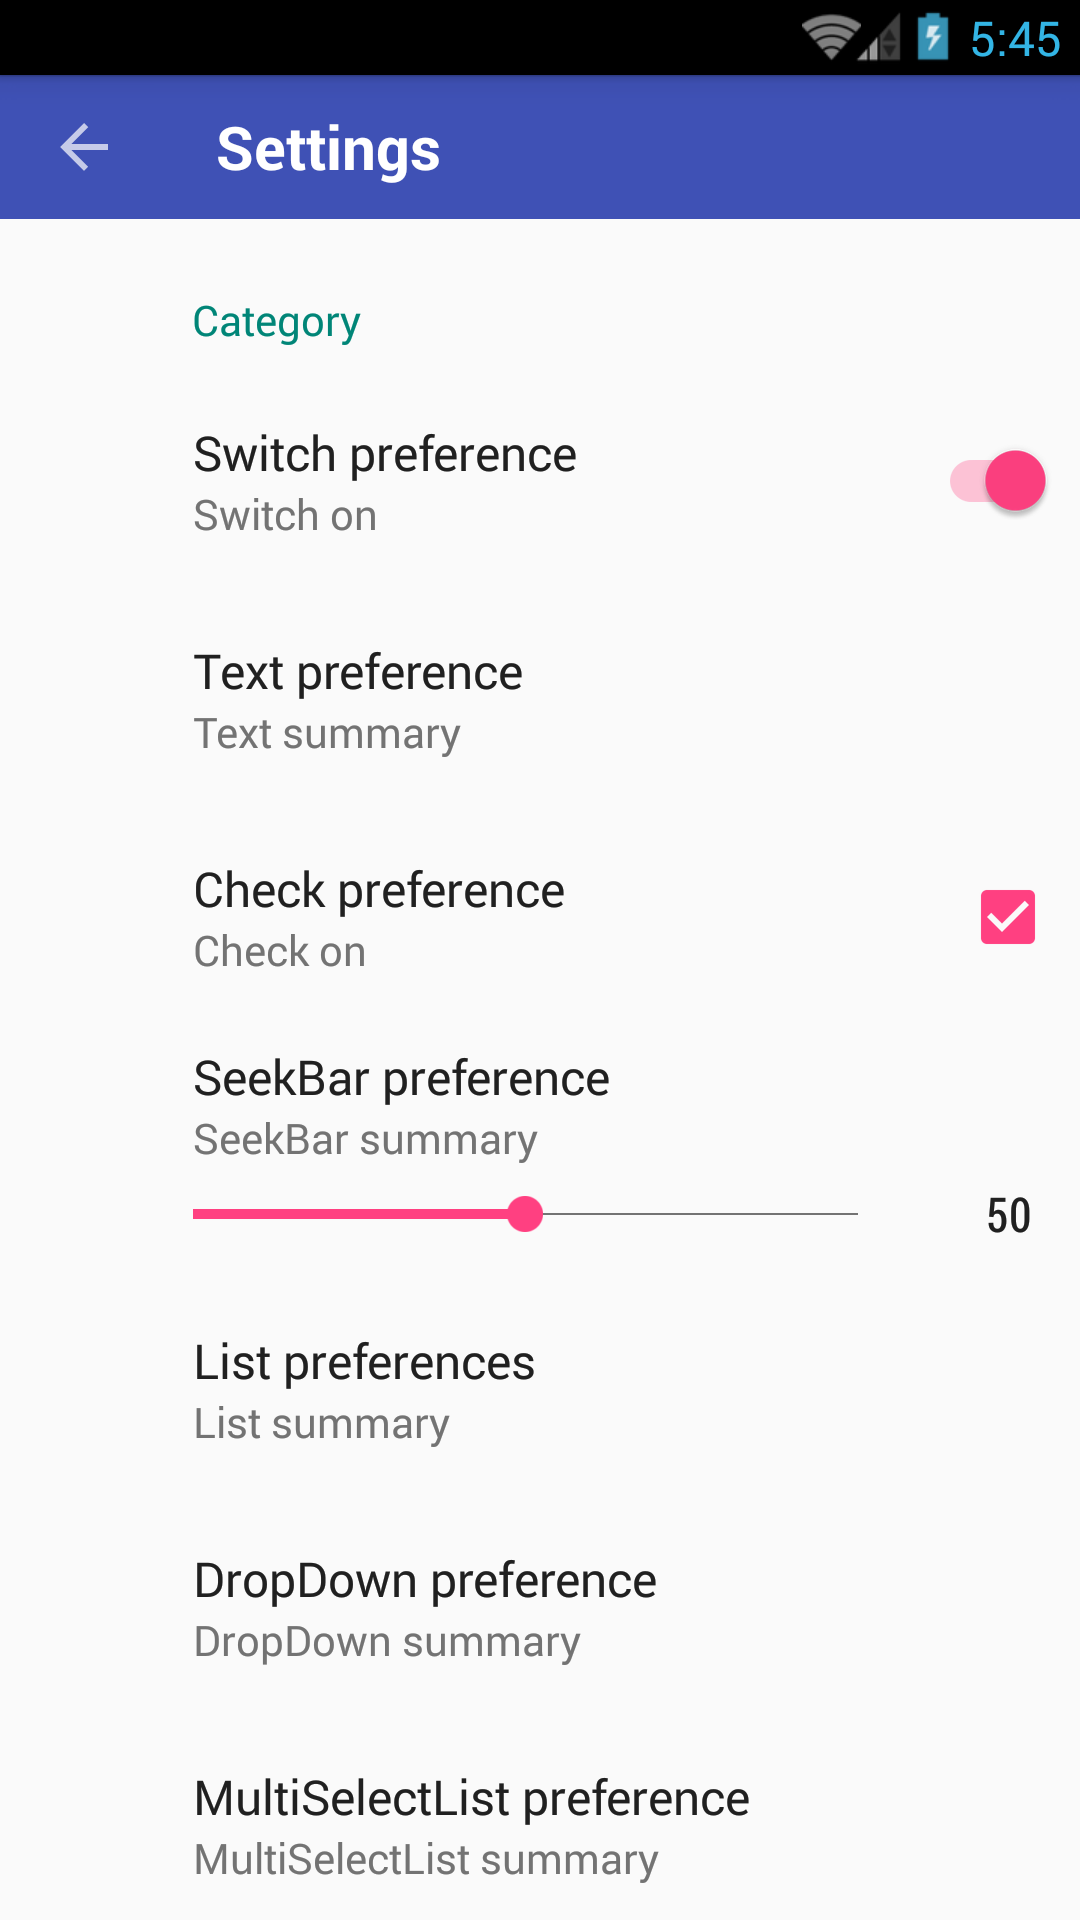 5:45
Settings
Category
Switch preference
Switch on
Text preference
Text summary
Check preference
Check on
SeekBar preference
SeekBar summary
50
List preferences
List summary
DropDown preference
DropDown summary
MultiSelectList preference
MultiSelectList summary